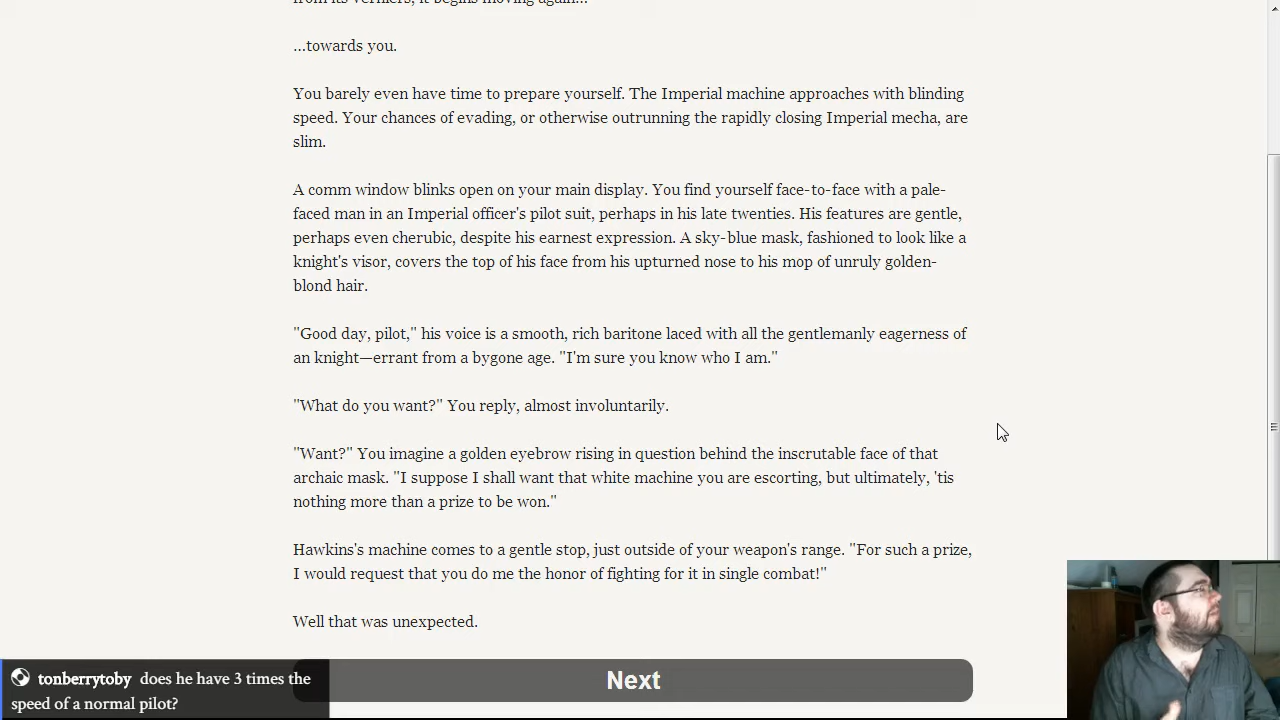 from its verniers, it begins moving again...
...towards you.
You barely even have time to prepare yourself. The Imperial machine approaches with blinding
speed. Your chances of evading, or otherwise outrunning the rapidly closing Imperial mecha, are
slim.
A comm window blinks open on your main display. You find yourself face-to-face with a pale-
faced man in an Imperial officer's pilot suit, perhaps in his late twenties. His features are gentle,
perhaps even cherubic, despite his earnest expression. A sky-blue mask, fashioned to look like a
knight's visor, covers the top of his face from his upturned nose to his mop of unruly golden-
blond hair.
"Good day, pilot," his voice is a smooth, rich baritone laced with all the gentlemanly eagerness of
an knight—errant from a bygone age. "I'm sure you know who I am."
"What do you want?" You reply, almost involuntarily.
"Want?" You imagine a golden eyebrow rising in question behind the inscrutable face of that
archaic mask. "I suppose I shall want that white machine you are escorting, but ultimately, 'tis
nothing more than a prize to be won."
Hawkins's machine comes to a gentle stop, just outside of your weapon's range. "For such a prize,
I would request that you do me the honor of fighting for it in single combat!"
Well that was unexpected.
Next
tonberrytoby does he have 3 times the
speed of a normal pilot?